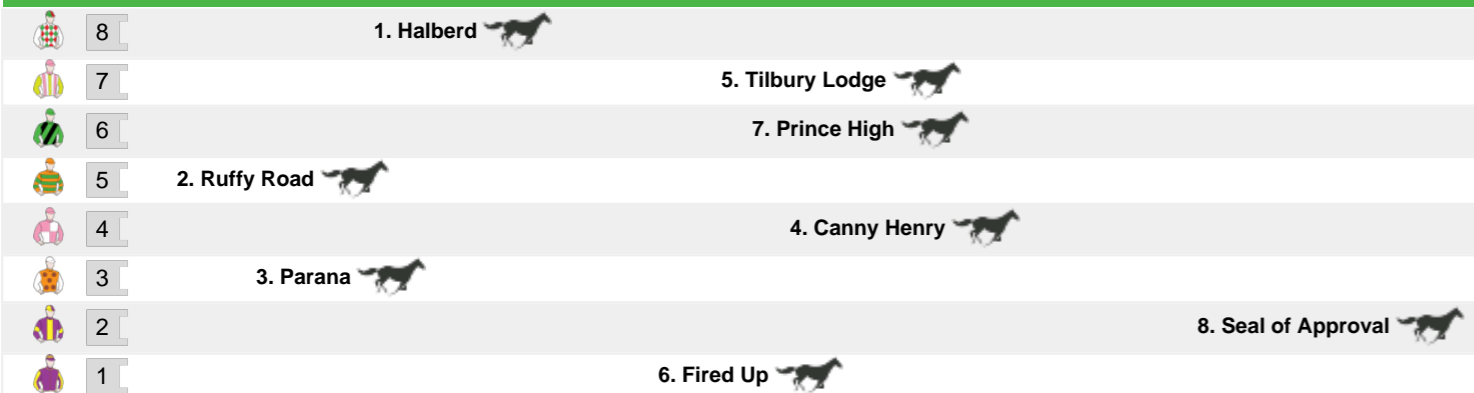 8 1. Halberd
7 5. Tilbury Lodge
6 7. Prince High
5 2. Ruffy Road
4 4. Canny Henry
3 3. Parana
2 8. Seal of Approval
1 6. Fired Up